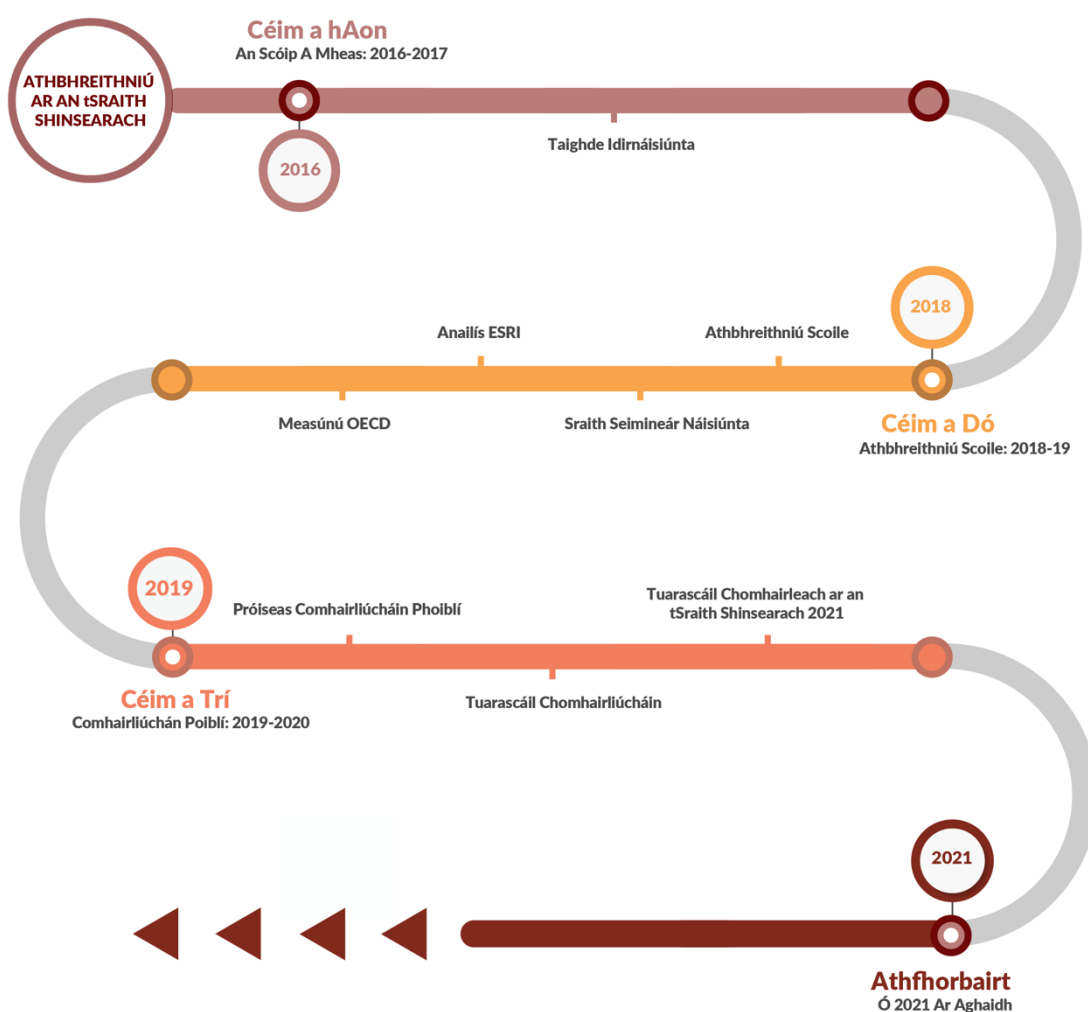 ATHBHREITHNIÚ
AR AN tSRAITH
SHINSEARACH
Céim a hAon
An Scóip A Mheas: 2016-2017
2016
Taighde Idirnáisiúnta
2018
Céim a Dó
Athbhreithniú Scoile: 2018-19
Athbhreithniú Scoile
Sraith Seimineár Náisiúnta
Anailís ESRI
Measúnú OECD
2019
Céim a Trí
Comhairliúchán Poiblí: 2019-2020
Próiseas Comhairliúcháin Phoiblí
Tuarascáil Chomhairliúcháin
Tuarascáil Chomhairleach ar an
tSraith Shinsearach 2021
2021
Athfhorbairt
Ó 2021 Ar Aghaidh